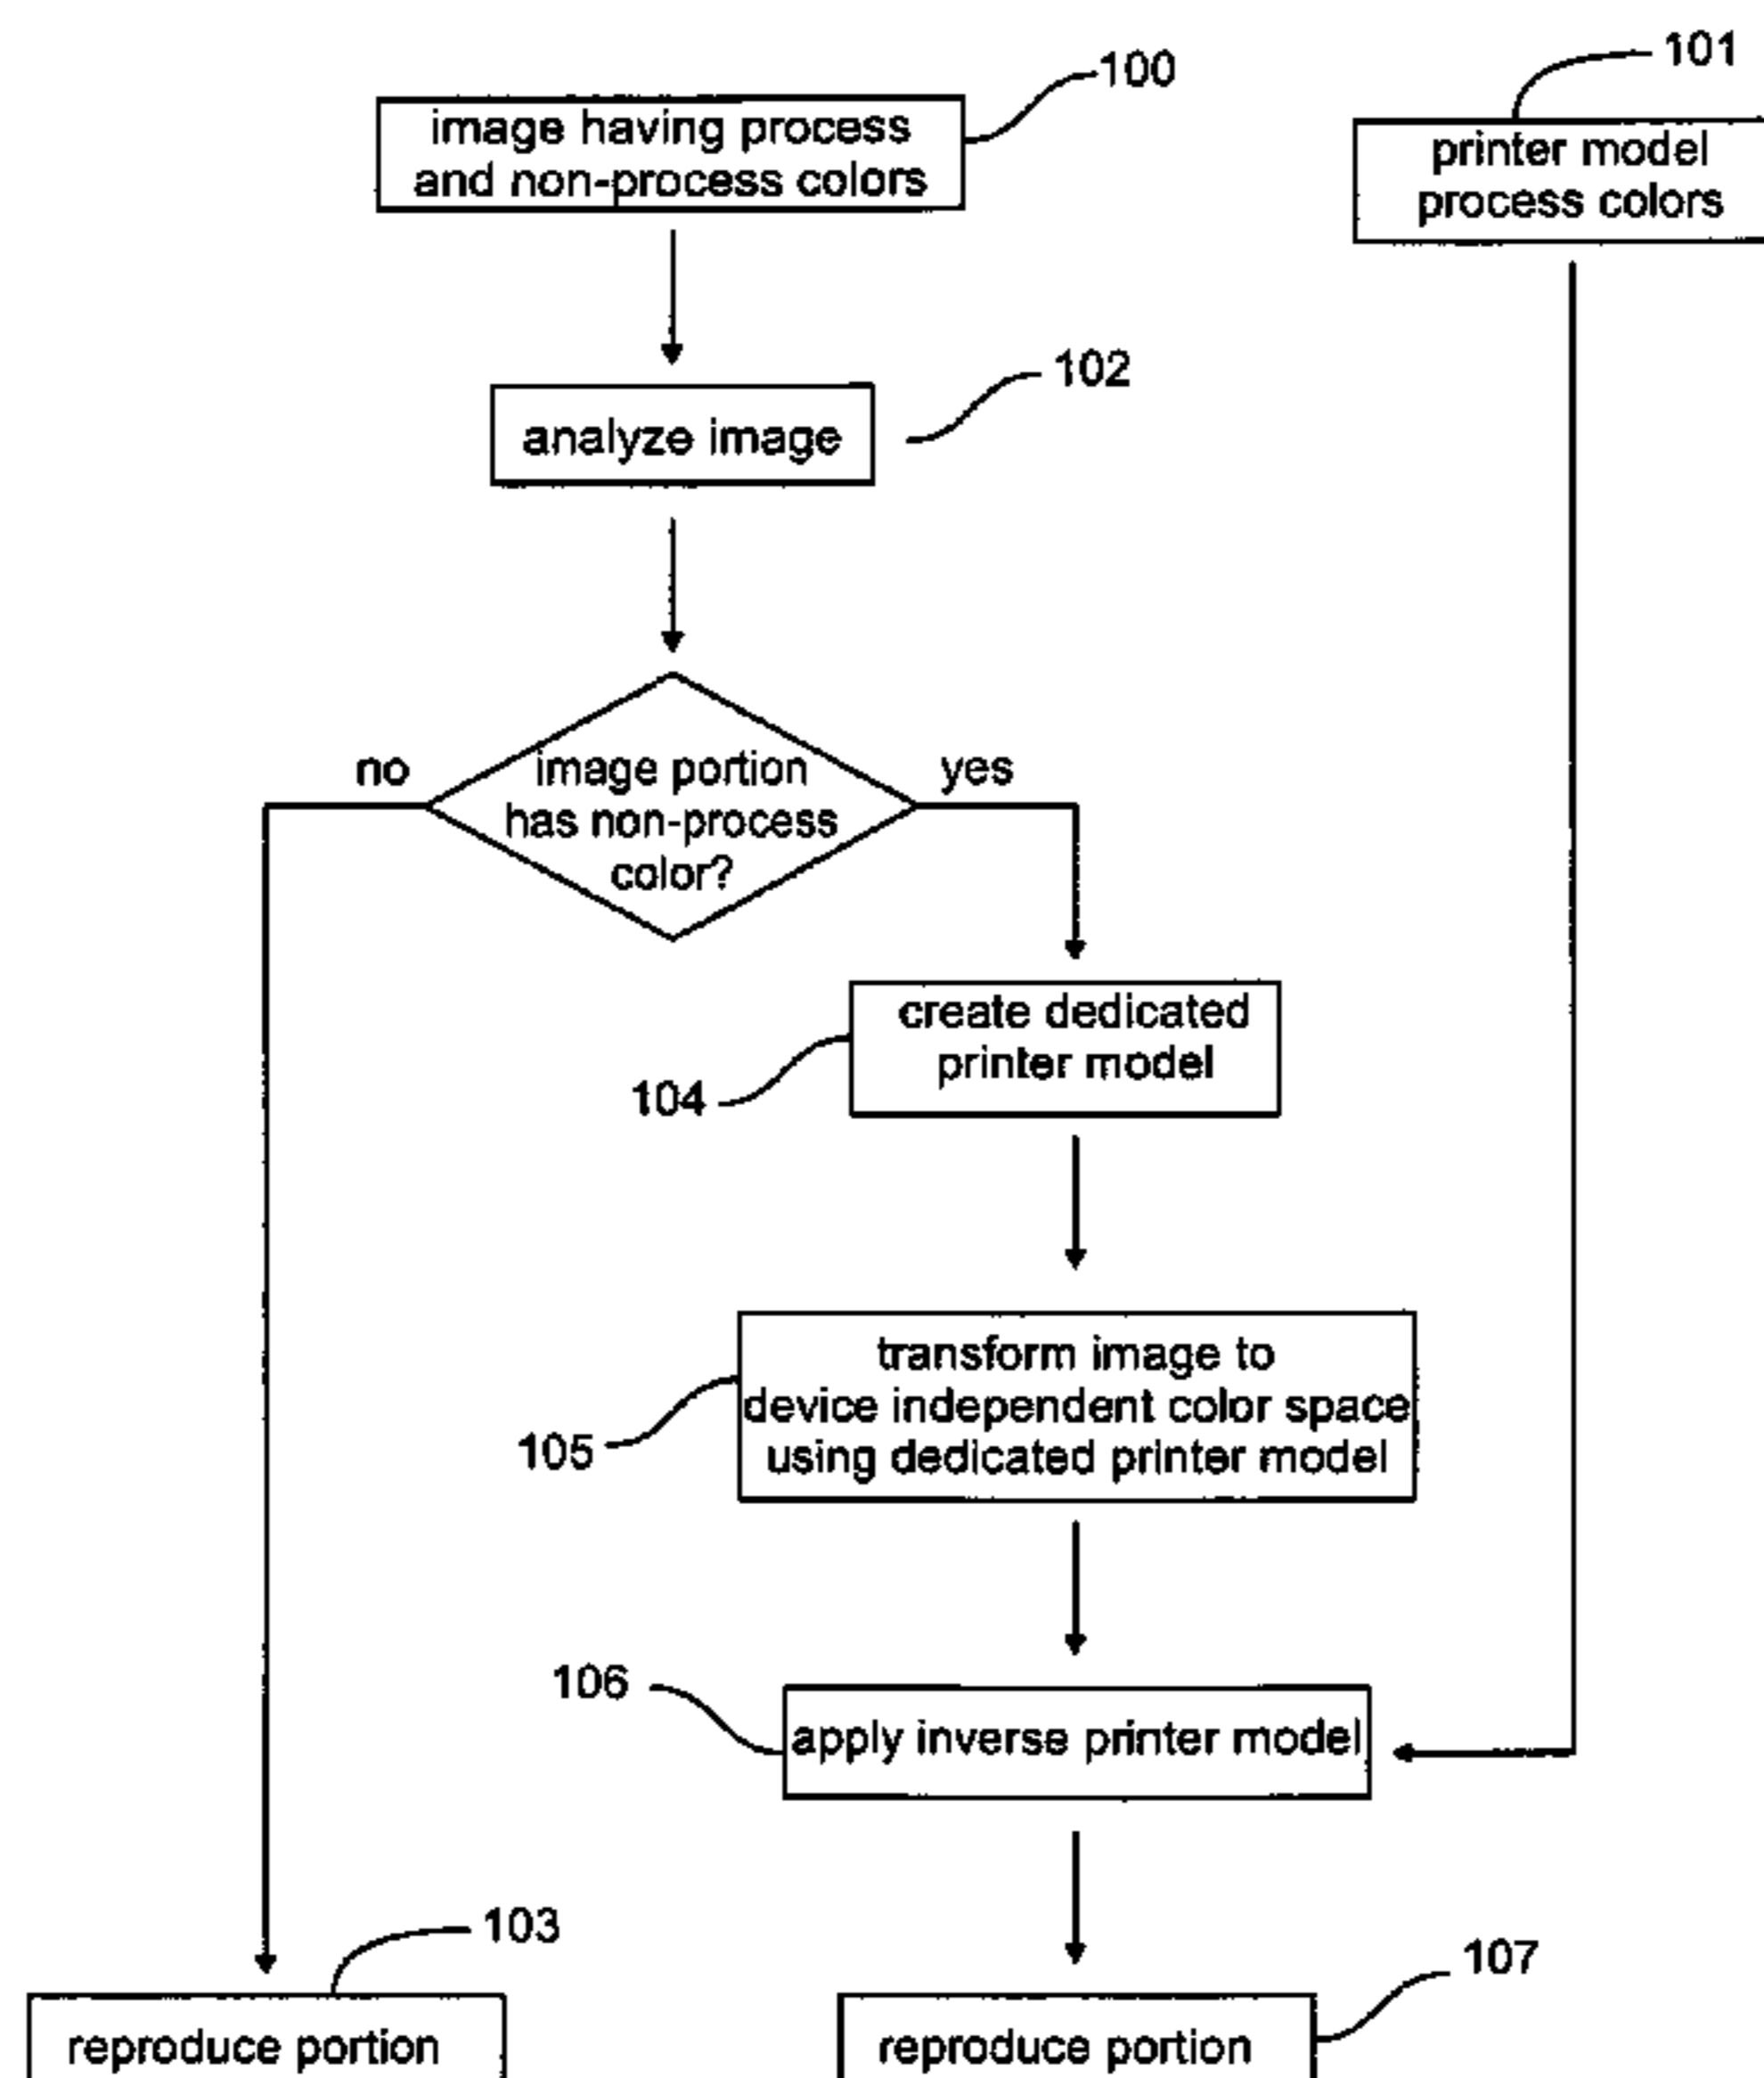 100
101
image having process
and non-process colors
printer model
process colors
102
analyze image
no
yes
image portion
has non-process
color?
create dedicated
printer model
104
transform image to
device independent color space
using dedicated printer model
105
106
apply inverse printer model
103
107
reproduce portion
reproduce portion